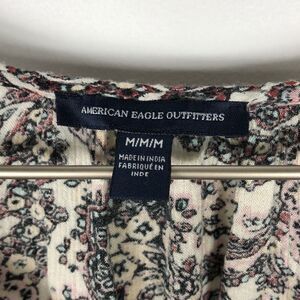 AMERICAN EAGLE OUTFITTERS
M/M/M
MADE IN INDIA
FABRIQUÉ EN
INDE